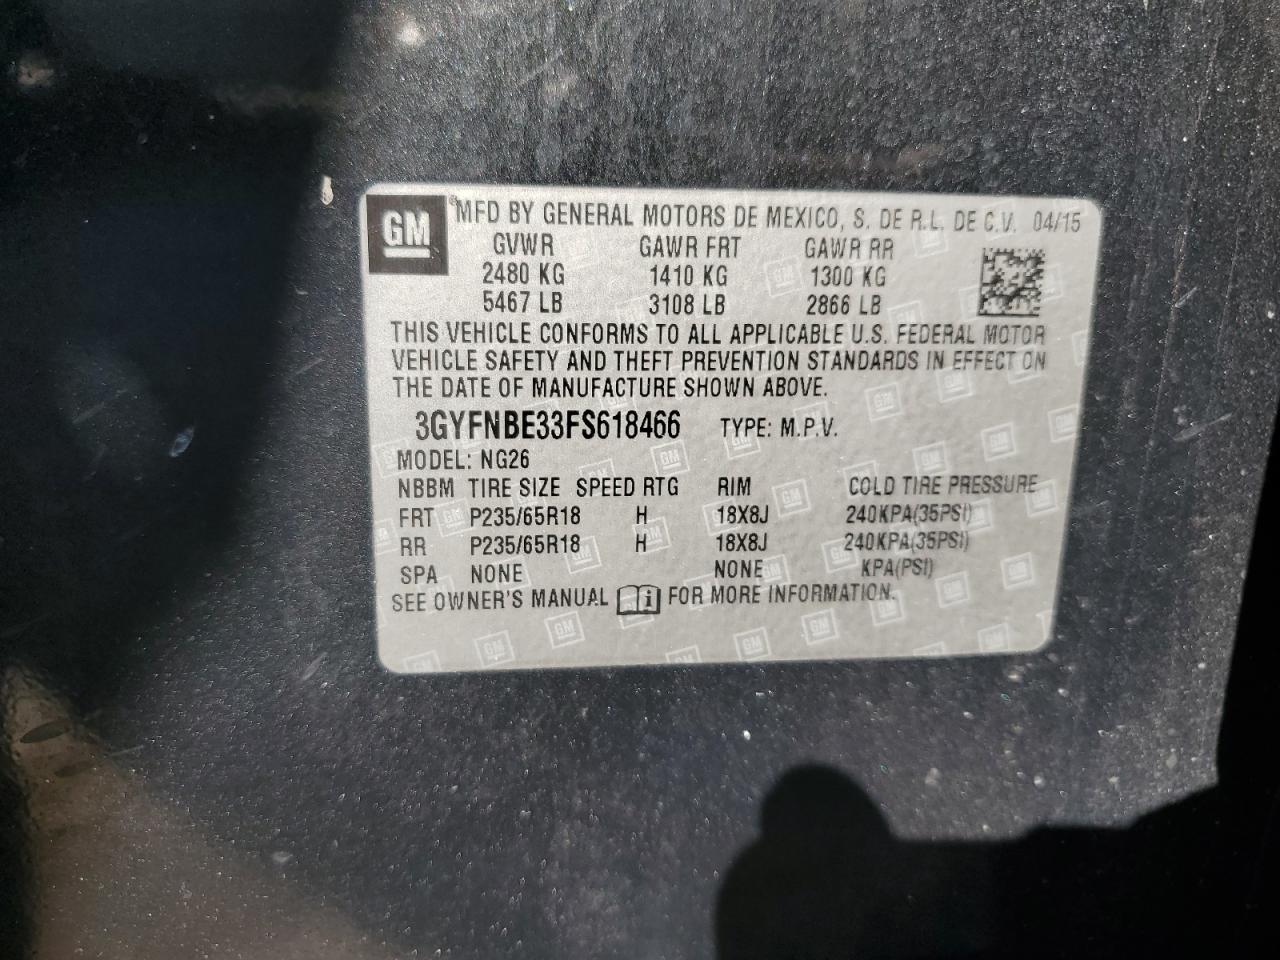 GM ® MFD BY GENERAL MOTORS DE MEXICO, S. DE R.L. DE C.V. 04/15
GVWR GAWR FRT GAWR RR
2480 KG 1410 KG 1300 KG
5467 LB 3108 LB 2866 LB
THIS VEHICLE CONFORMS TO ALL APPLICABLE U.S. FEDERAL MOTOR
VEHICLE SAFETY AND THEFT PREVENTION STANDARDS IN EFFECT ON
THE DATE OF MANUFACTURE SHOWN ABOVE.
3GYFNBE33FS618466 TYPE: M.P.V.
MODEL: NG26
NBBM TIRE SIZE SPEED RTG RIM COLD TIRE PRESSURE
FRT P235/65R18 H 18X8J 240KPA(35PSI)
RR P235/65R18 H 18X8J 240KPA(35PSI)
SPA NONE NONE KPA(PSI)
SEE OWNER'S MANUAL i FOR MORE INFORMATION.